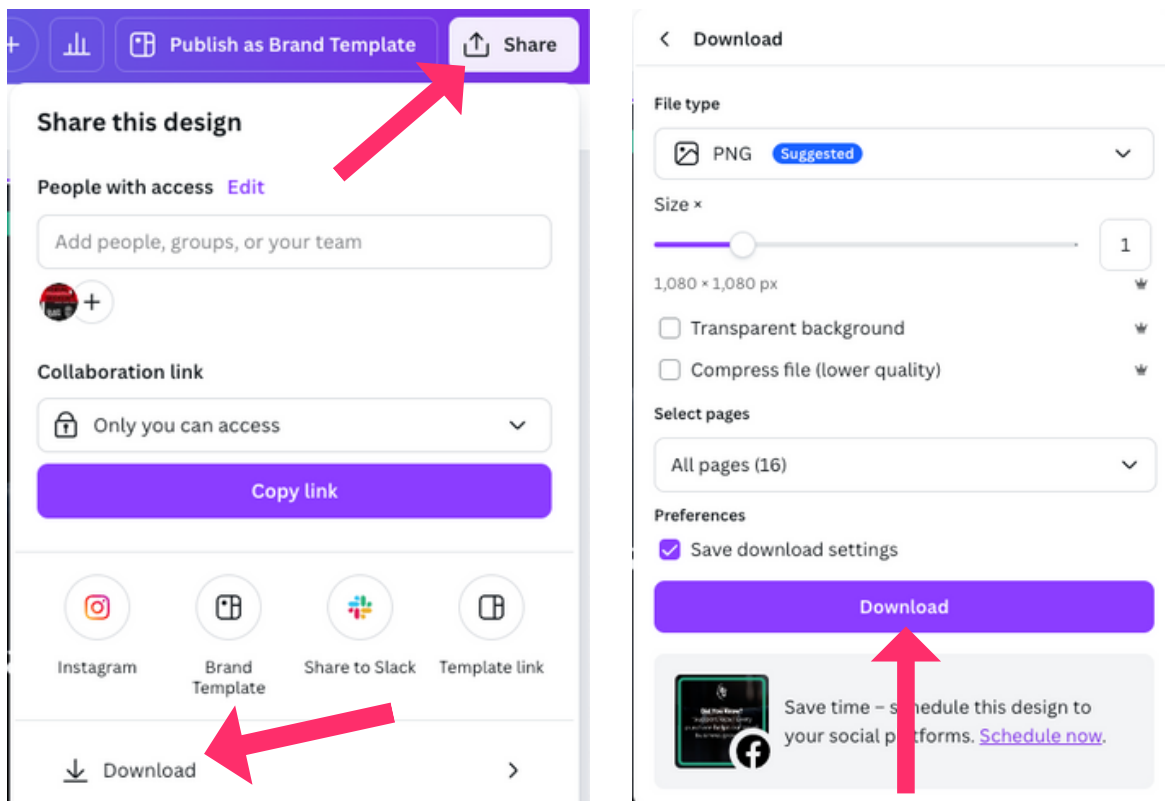 Publish as Brand Template
Share
Share this design
People with access Edit
Add people, groups, or your team
Collaboration link
Only you can access
Copy link
Instagram
Brand
Template
Share to Slack
Template link
Download
Download
File type
PNG Suggested
Size ×
1
1,080 × 1,080 px
Transparent background
Compress file (lower quality)
Select pages
All pages (16)
Preferences
Save download settings
Download
Did You Know?
Save time – schedule this design to
your social platforms. Schedule now.